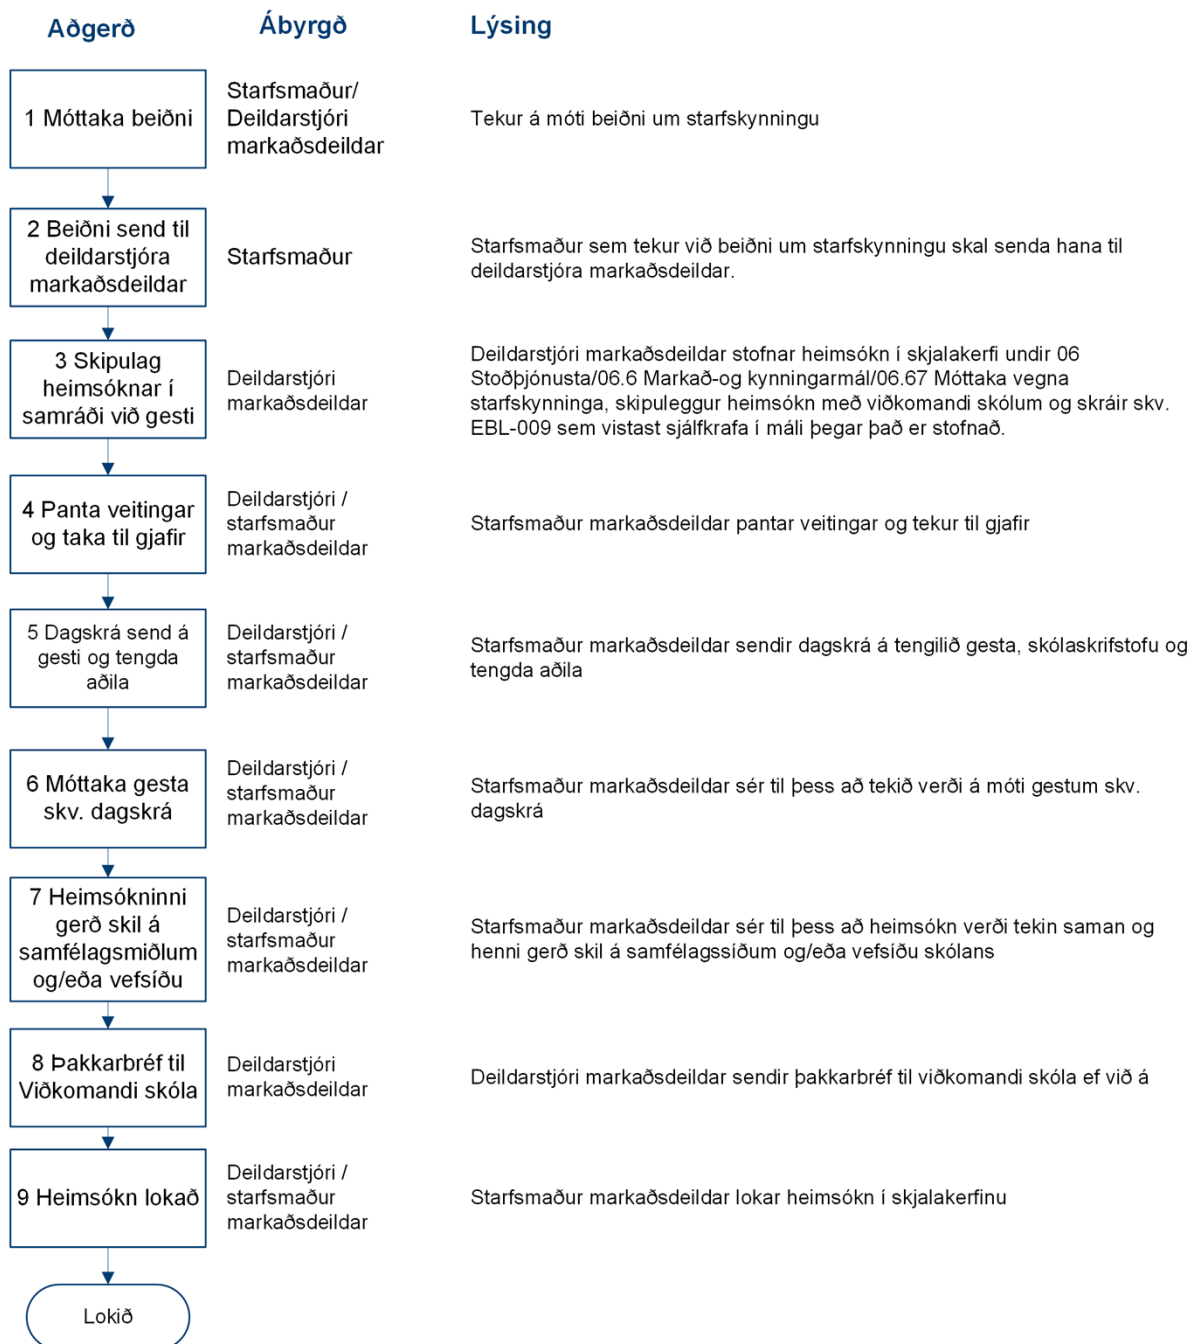 Aðgerð
Ábyrgð
Lýsing
1 Móttaka beiðni
Starfsmaður/
Deildarstjóri
markaðsdeildar
Tekur á móti beiðni um starfskynningu
2 Beiðni send til
deildarstjóra
markaðsdeildar
Starfsmaður
Starfsmaður sem tekur við beiðni um starfskynningu skal senda hana til
deildarstjóra markaðsdeildar.
3 Skipulag
heimsóknar í
samráði við gesti
Deildarstjóri
markaðsdeildar
Deildarstjóri markaðsdeildar stofnar heimsókn í skjalakerfi undir 06
Stoðþjónusta/06.6 Markað-og kynningarmál/06.67 Móttaka vegna
starfskynninga, skipuleggur heimsókn með viðkomandi skólum og skráir skv.
EBL-009 sem vistast sjálfkrafa í máli þegar það er stofnað.
4 Panta veitingar
og taka til gjafir
Deildarstjóri /
starfsmaður
markaðsdeildar
Starfsmaður markaðsdeildar pantar veitingar og tekur til gjafir
5 Dagskrá send á
gesti og tengda
aðila
Deildarstjóri /
starfsmaður
markaðsdeildar
Starfsmaður markaðsdeildar sendir dagskrá á tengilið gesta, skólaskrifstofu og
tengda aðila
6 Móttaka gesta
skv. dagskrá
Deildarstjóri /
starfsmaður
markaðsdeildar
Starfsmaður markaðsdeildar sér til þess að tekið verði á móti gestum skv.
dagskrá
7 Heimsókninni
gerð skil á
samfélagsmiðlum
og/eða vefsíðu
Deildarstjóri /
starfsmaður
markaðsdeildar
Starfsmaður markaðsdeildar sér til þess að heimsókn verði tekin saman og
henni gerð skil á samfélagssíðum og/eða vefsíðu skólans
8 Þakkarbréf til
Viðkomandi skóla
Deildarstjóri
markaðsdeildar
Deildarstjóri markaðsdeildar sendir þakkarbréf til viðkomandi skóla ef við á
9 Heimsókn lokað
Deildarstjóri /
starfsmaður
markaðsdeildar
Starfsmaður markaðsdeildar lokar heimsókn í skjalakerfinu
Lokið